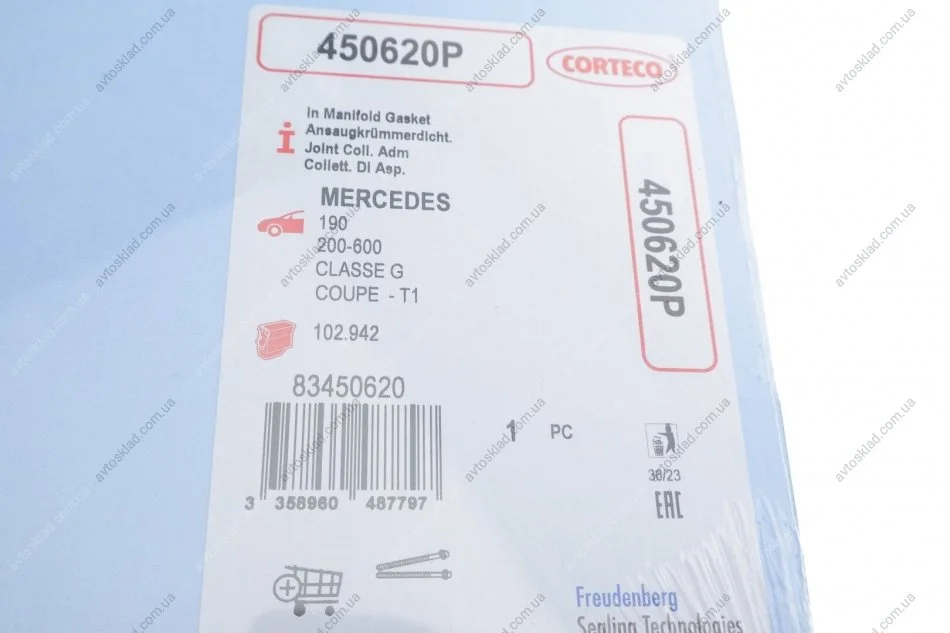 450620P
CORTECO
In Manifold Gasket
Ansaugkrümmerdicht.
Joint Coll. Adm
Collett. Di Asp.
MERCEDES
190
200-600
CLASSE G
COUPE - T1
102.942
450620P
83450620
3 358960 487797
1 PC
36/23
EAC
Freudenberg
Sealing Technologies
avtosklad.com.ua